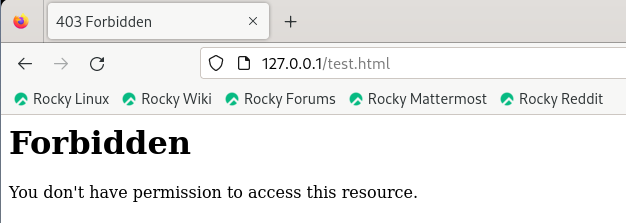 403 Forbidden
127.0.0.1/test.html
Rocky Linux Rocky Wiki Rocky Forums Rocky Mattermost Rocky Reddit
Forbidden
You don't have permission to access this resource.